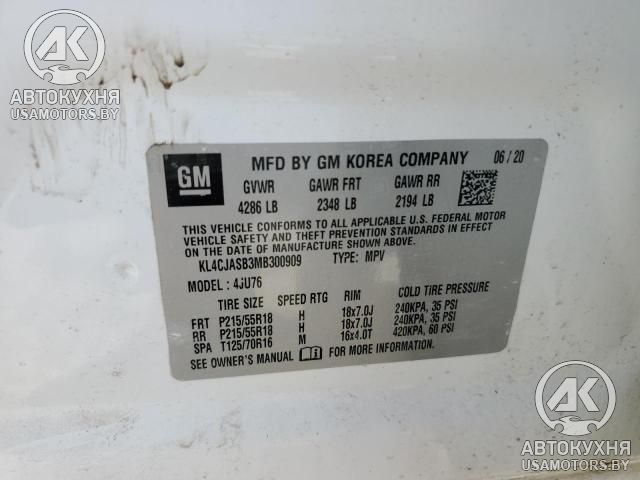 AK
АВТОКУХНЯ
USAMOTORS.BY
GM
MFD BY GM KOREA COMPANY 06 / 20
GVWR GAWR FRT GAWR RR
4286 LB 2348 LB 2194 LB
THIS VEHICLE CONFORMS TO ALL APPLICABLE U.S. FEDERAL MOTOR
VEHICLE SAFETY AND THEFT PREVENTION STANDARDS IN EFFECT
ON THE DATE OF MANUFACTURE SHOWN ABOVE.
KL4CJASB3MB300909 TYPE: MPV
MODEL : 4JU76
TIRE SIZE SPEED RTG RIM COLD TIRE PRESSURE
FRT P215/55R18 H 18x7.0J 240KPA, 35 PSI
RR P215/55R18 H 18x7.0J 240KPA, 35 PSI
SPA T125/70R16 M 16x4.0T 420KPA, 60 PSI
SEE OWNER'S MANUAL FOR MORE INFORMATION.
AK
АВТОКУХНЯ
USAMOTORS.BY